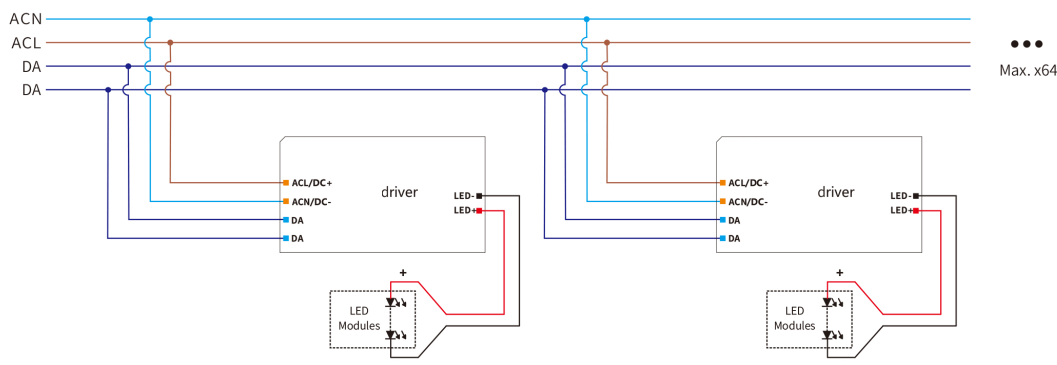 ACN
ACL
DA
DA
Max. x64
ACL/DC+
ACN/DC-
DA
DA
driver
LED-
LED+
ACL/DC+
ACN/DC-
DA
DA
driver
LED-
LED+
+
LED
Modules
+
LED
Modules